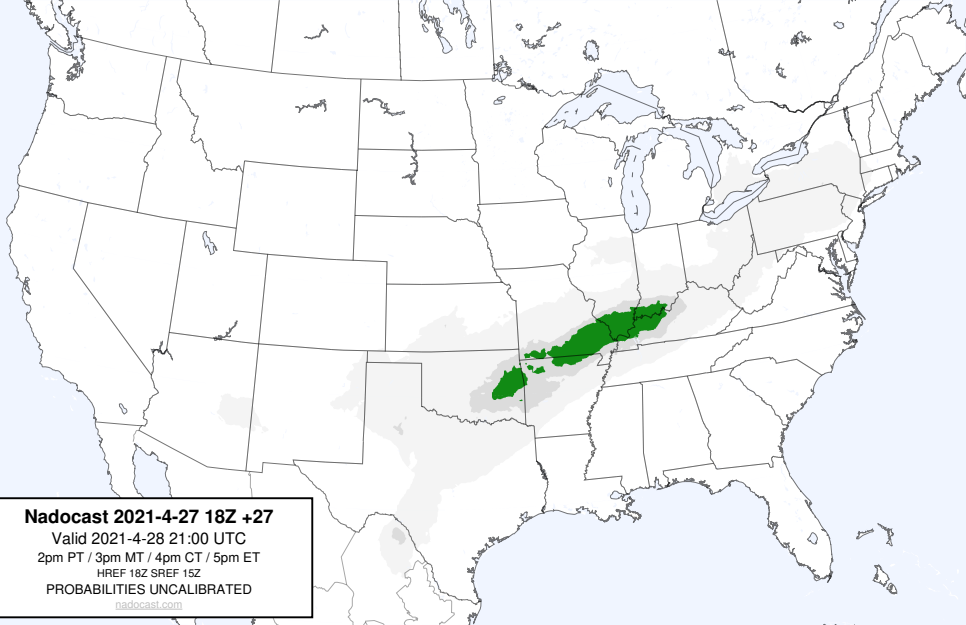 Nadocast 2021-4-27 18Z +27
Valid 2021-4-28 21:00 UTC
2pm PT / 3pm MT / 4pm CT / 5pm ET
HREF 18Z SREF 15Z
PROBABILITIES UNCALIBRATED
nadocast.com